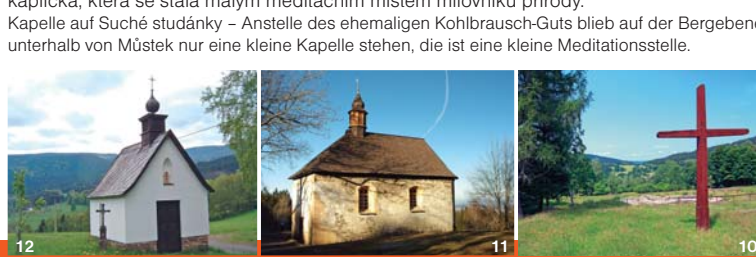 kaplička, která se stala malým meditačním místem milovníků přírody.
Kapelle auf Suché studánky – Anstelle des ehemaligen Kohlbrausch-Guts blieb auf der Bergebene
unterhalb von Můstek nur eine kleine Kapelle stehen, die ist eine kleine Meditationsstelle.
12
11
10